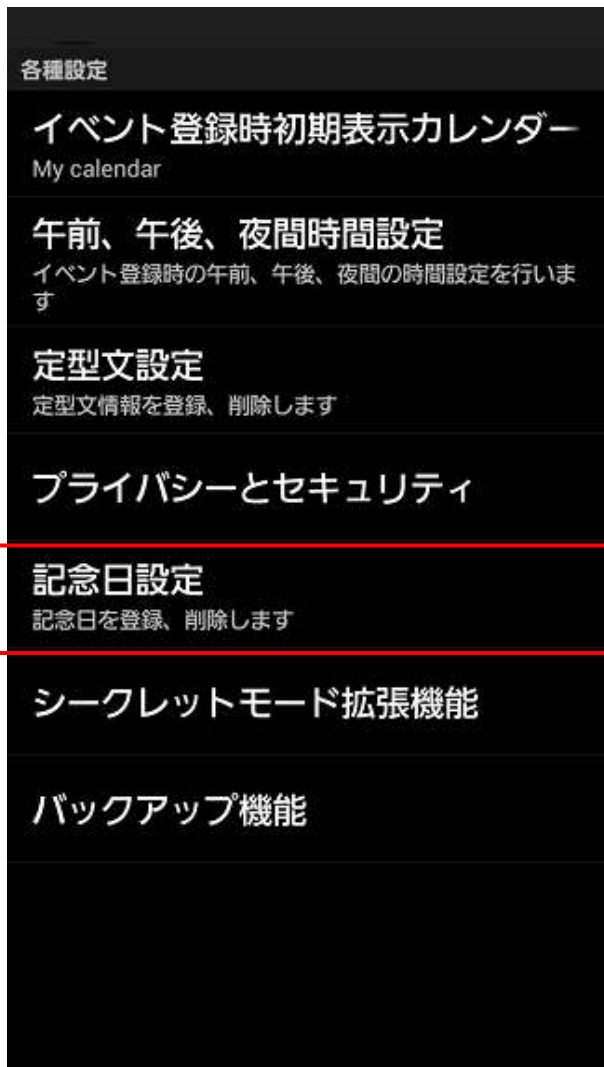 各種設定
イベント登録時初期表示カレンダー
My calendar
午前、午後、夜間時間設定
イベント登録時の午前、午後、夜間の時間設定を行いま
す
定型文設定
定型文情報を登録、削除します
プライバシーとセキュリティ
記念日設定
記念日を登録、削除します
シークレットモード拡張機能
バックアップ機能